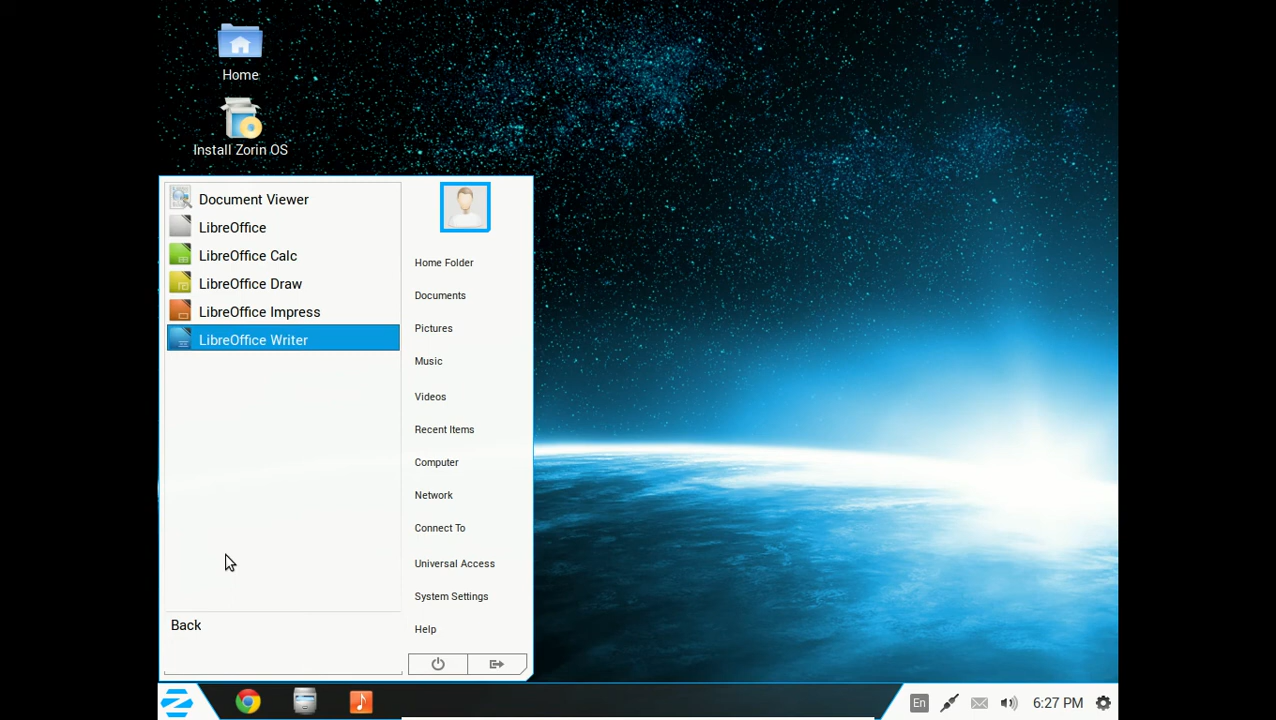 Home
Install Zorin OS
Document Viewer
LibreOffice
LibreOffice Calc
LibreOffice Draw
LibreOffice Impress
LibreOffice Writer
Back
Home Folder
Documents
Pictures
Music
Videos
Recent Items
Computer
Network
Connect To
Universal Access
System Settings
Help
En
6:27 PM